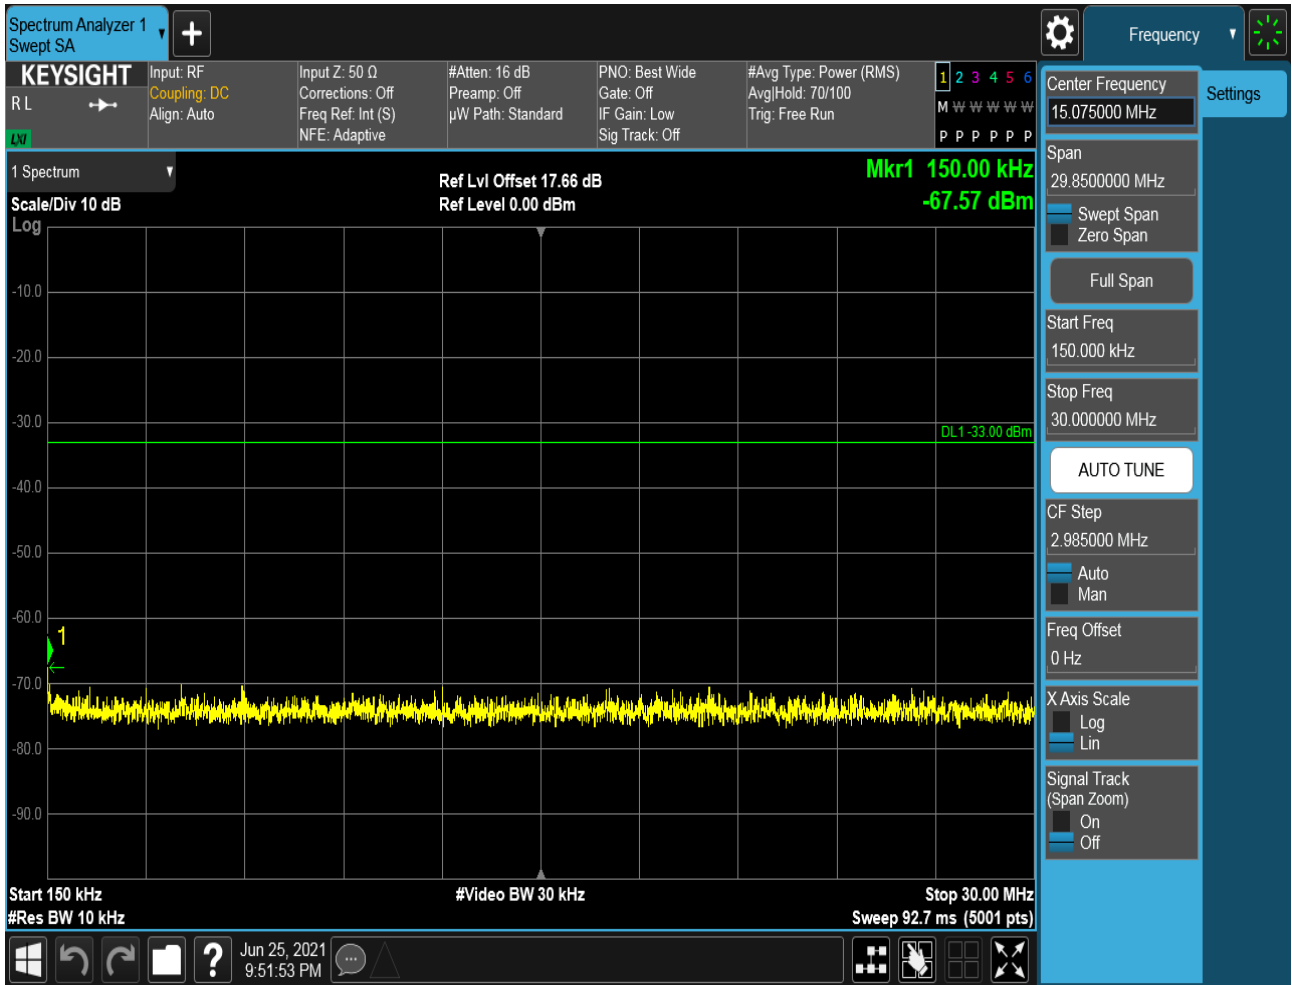 Spectrum Analyzer 1
Swept SA
Frequency
KEYSIGHT
R L
LXI
Input: RF
Coupling: DC
Align: Auto
Input Z: 50 Ω
Corrections: Off
Freq Ref: Int (S)
NFE: Adaptive
#Atten: 16 dB
Preamp: Off
µW Path: Standard
PNO: Best Wide
Gate: Off
IF Gain: Low
Sig Track: Off
#Avg Type: Power (RMS)
Avg|Hold: 70/100
Trig: Free Run
1 2 3 4 5 6
M W W W W W
P P P P P P
1 Spectrum
Scale/Div 10 dB
Log
Ref Lvl Offset 17.66 dB
Ref Level 0.00 dBm
Mkr1 150.00 kHz
-67.57 dBm
-10.0
-20.0
-30.0
DL1 -33.00 dBm
-40.0
-50.0
-60.0
1
-70.0
-80.0
-90.0
Start 150 kHz
#Video BW 30 kHz
Stop 30.00 MHz
#Res BW 10 kHz
Sweep 92.7 ms (5001 pts)
Center Frequency
15.075000 MHz
Settings
Span
29.8500000 MHz
Swept Span
Zero Span
Full Span
Start Freq
150.000 kHz
Stop Freq
30.000000 MHz
AUTO TUNE
CF Step
2.985000 MHz
Auto
Man
Freq Offset
0 Hz
X Axis Scale
Log
Lin
Signal Track
(Span Zoom)
On
Off
?
Jun 25, 2021
9:51:53 PM